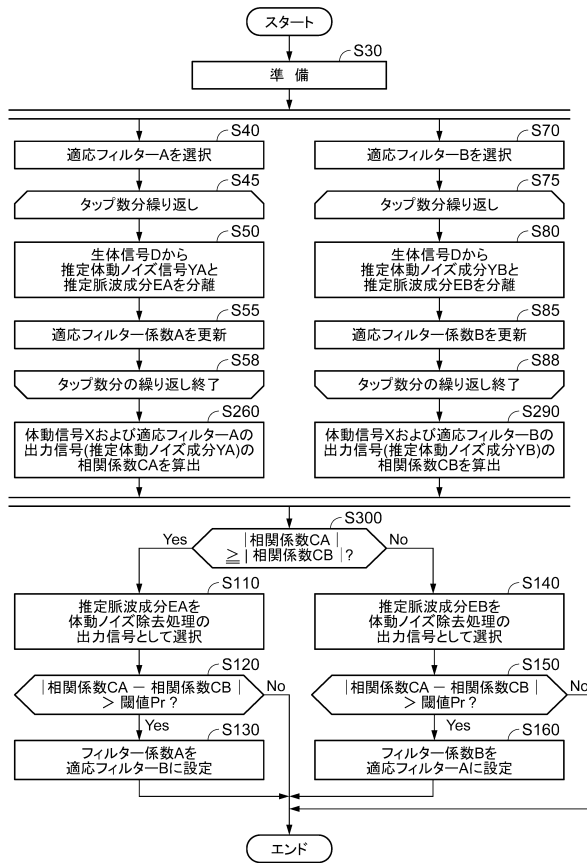 スタート
S30
準 備
S40
適応フィルターAを選択
S45
タップ数分繰り返し
S50
生体信号Dから
推定体動ノイズ信号YAと
推定脈波成分EAを分離
S55
適応フィルター係数Aを更新
S58
タップ数分の繰り返し終了
S260
体動信号Xおよび適応フィルターAの
出力信号(推定体動ノイズ成分YA)の
相関係数CAを算出
S70
適応フィルターBを選択
S75
タップ数分繰り返し
S80
生体信号Dから
推定体動ノイズ成分YBと
推定脈波成分EBを分離
S85
適応フィルター係数Bを更新
S88
タップ数分の繰り返し終了
S290
体動信号Xおよび適応フィルターBの
出力信号(推定体動ノイズ成分YB)の
相関係数CBを算出
S300
Yes
|相関係数CA|
≧|相関係数CB|?
No
S110
推定脈波成分EAを
体動ノイズ除去処理の
出力信号として選択
S120
|相関係数CA − 相関係数CB|
> 閾値Pr?
No
Yes
S130
フィルター係数Aを
適応フィルターBに設定
S140
推定脈波成分EBを
体動ノイズ除去処理の
出力信号として選択
S150
|相関係数CA − 相関係数CB|
> 閾値Pr?
No
Yes
S160
フィルター係数Bを
適応フィルターAに設定
エンド